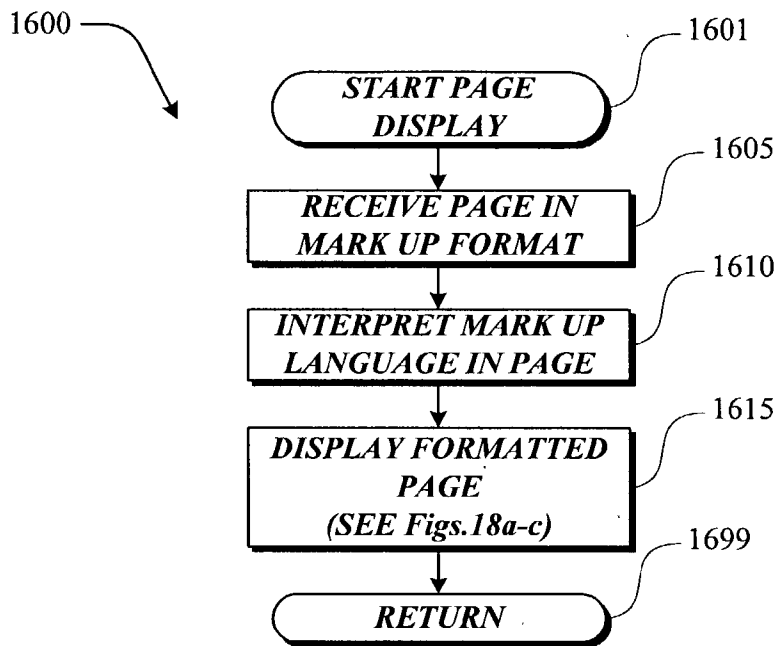 1600
1601
START PAGE
DISPLAY
1605
RECEIVE PAGE IN
MARK UP FORMAT
1610
INTERPRET MARK UP
LANGUAGE IN PAGE
1615
DISPLAY FORMATTED
PAGE
(SEE Figs.18a-c)
1699
RETURN